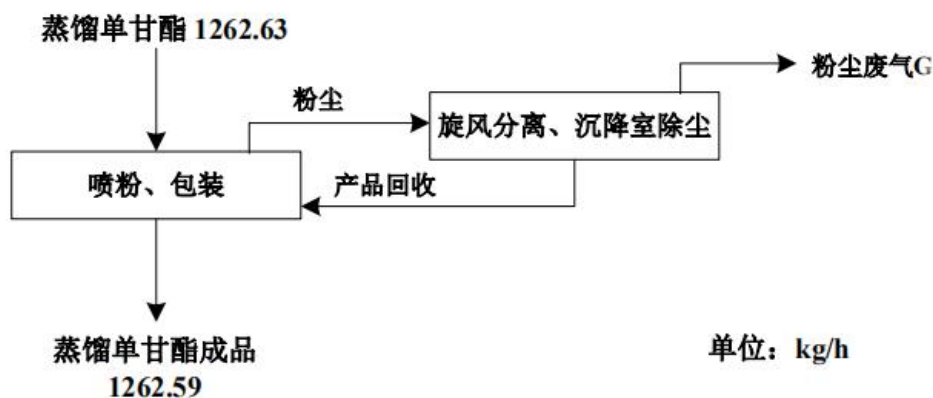 蒸馏单甘酯 1262.63
粉尘废气G
粉尘
旋风分离、沉降室除尘
喷粉、包装
产品回收
蒸馏单甘酯成品
1262.59
单位：kg/h